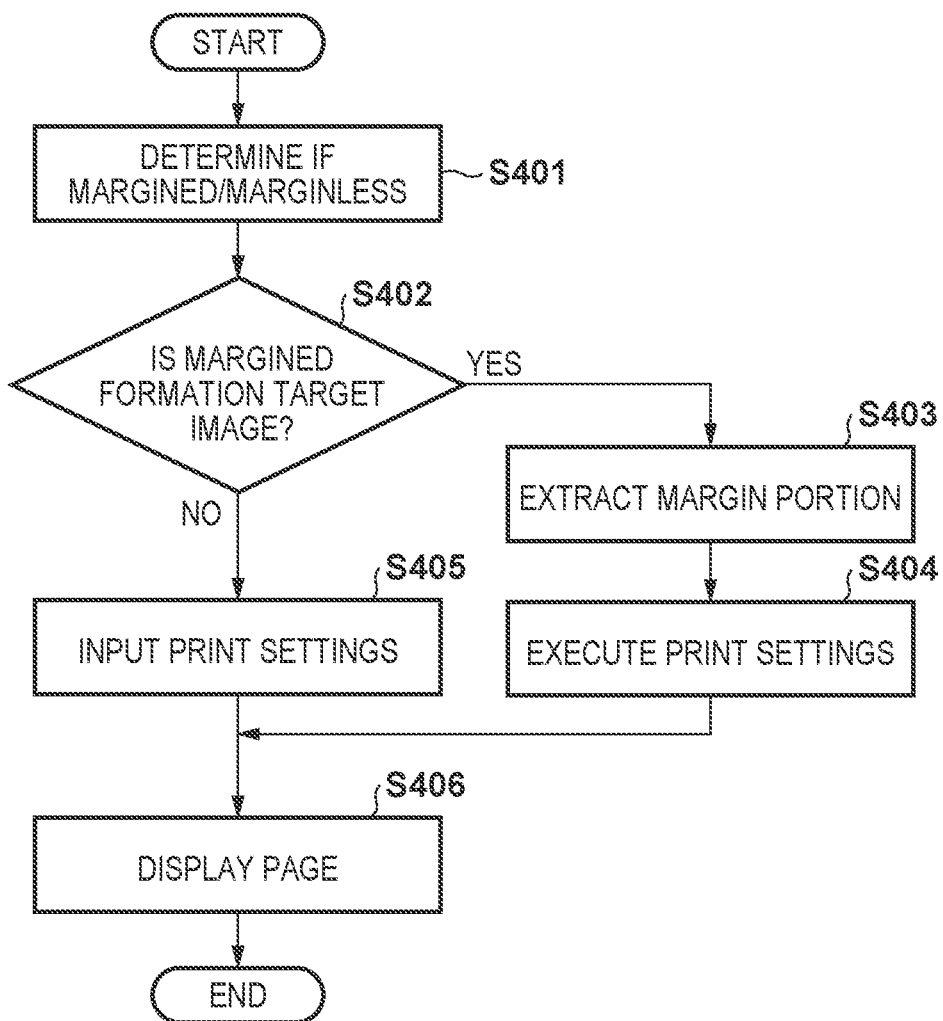 START
DETERMINE IF
MARGINED/MARGINLESS
S401
S402
IS MARGINED
FORMATION TARGET
IMAGE?
YES
NO
S403
EXTRACT MARGIN PORTION
S404
EXECUTE PRINT SETTINGS
S405
INPUT PRINT SETTINGS
S406
DISPLAY PAGE
END